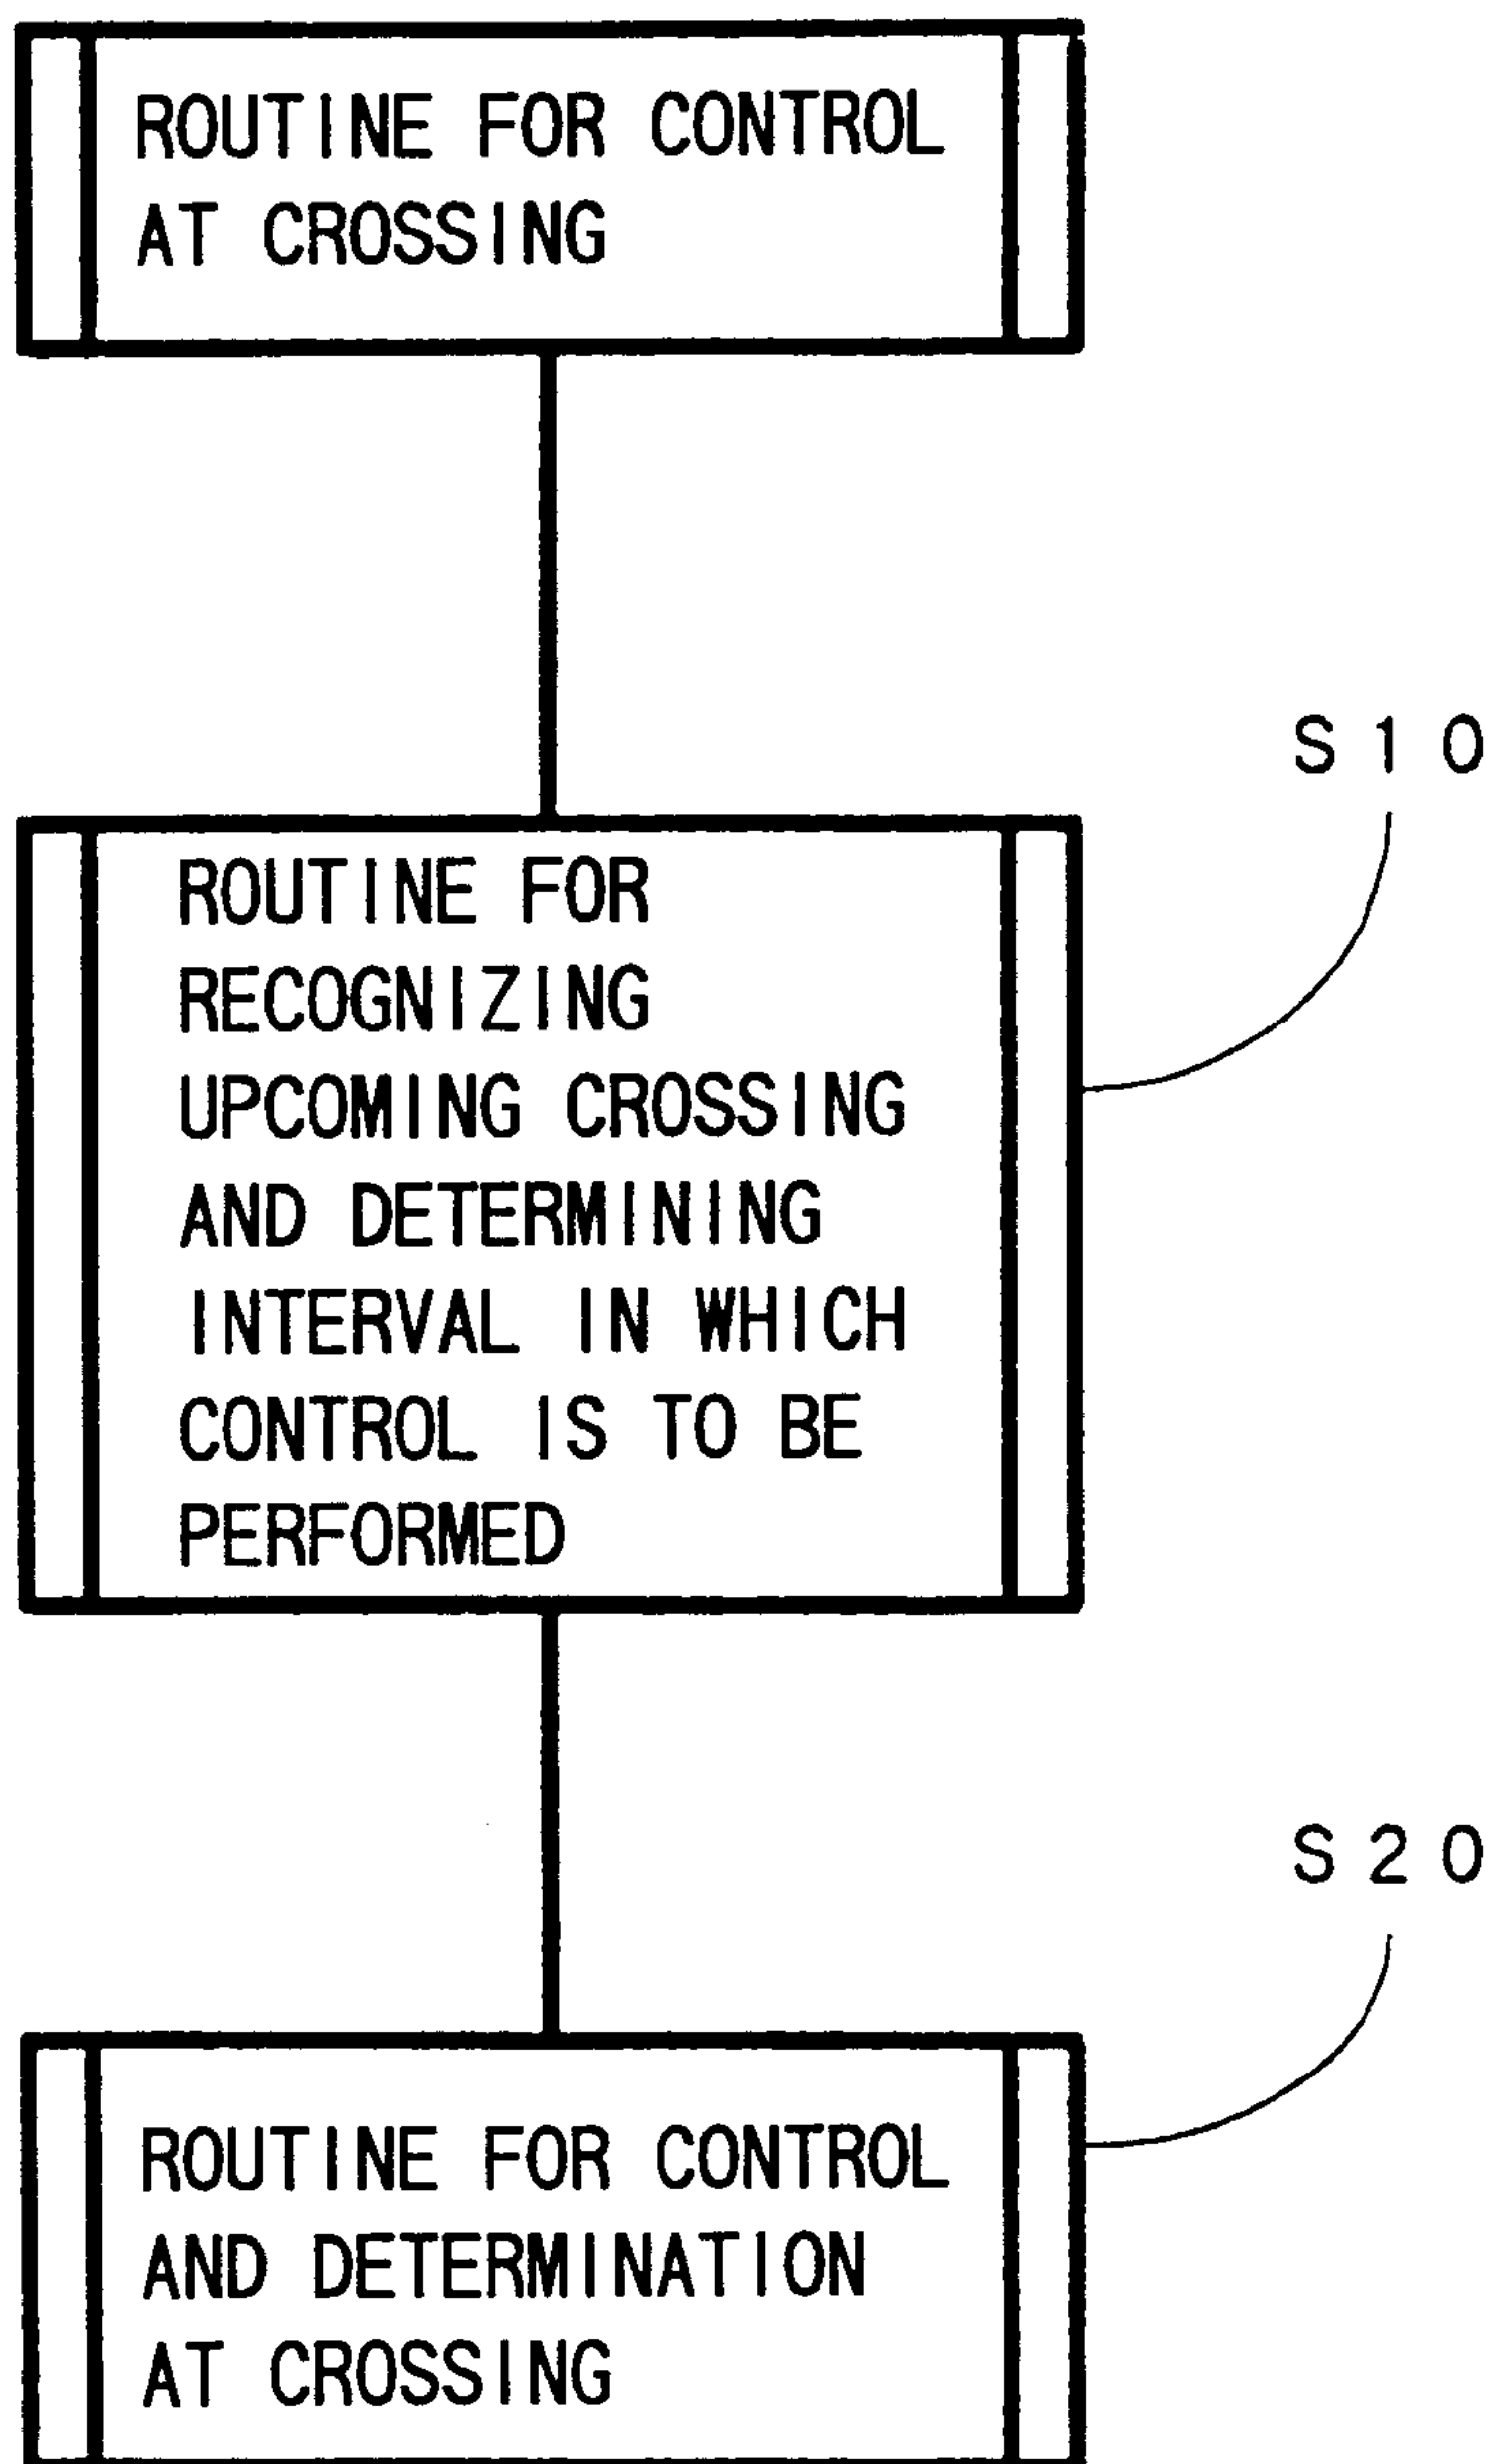 ROUTINE FOR CONTROL
AT CROSSING
S10
ROUTINE FOR
RECOGNIZING
UPCOMING CROSSING
AND DETERMINING
INTERVAL IN WHICH
CONTROL IS TO BE
PERFORMED
S20
ROUTINE FOR CONTROL
AND DETERMINATION
AT CROSSING